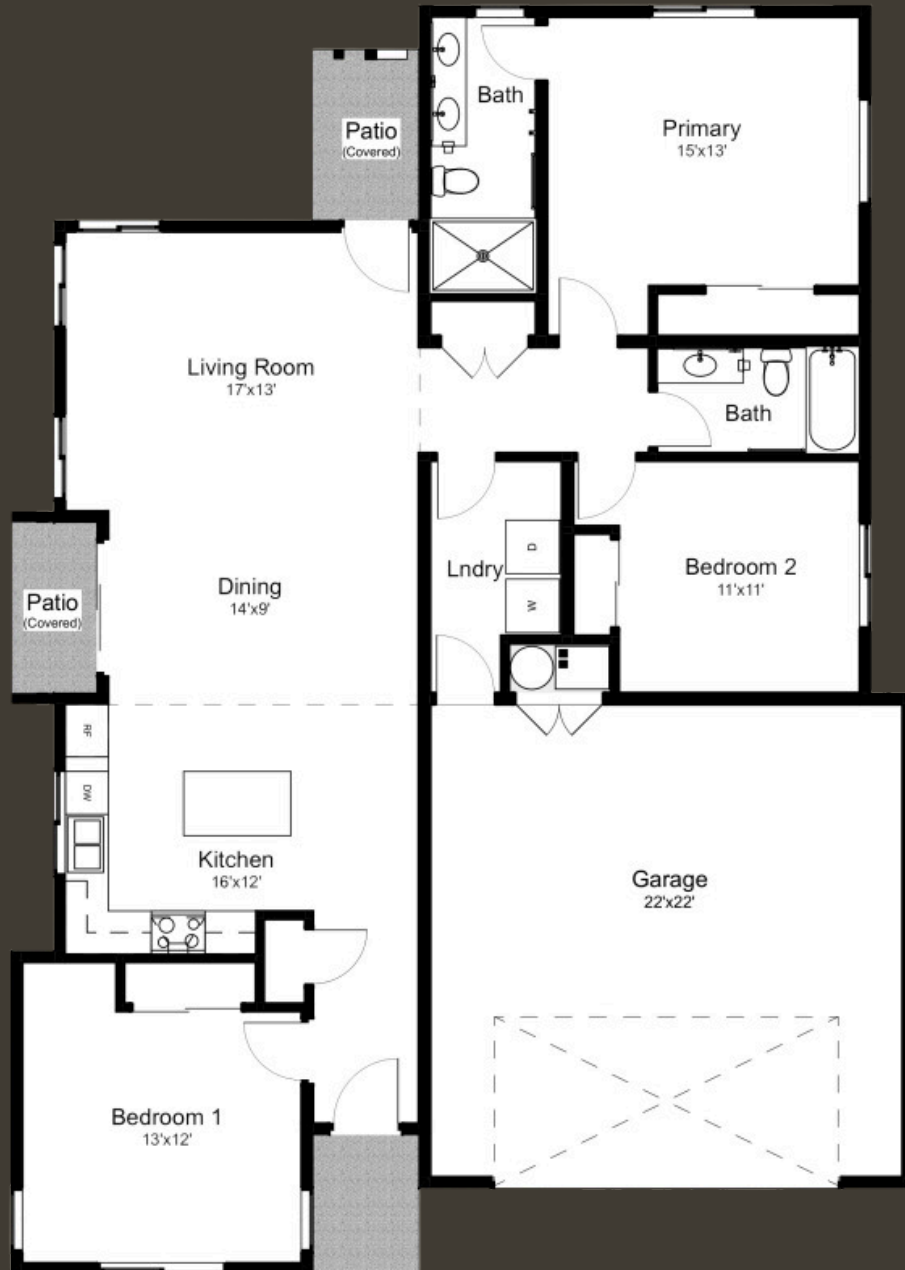 Bath
Patio
(Covered)
Primary
15'x13'
Living Room
17'x13'
Bath
Lndry
D
W
Bedroom 2
11'x11'
Dining
14'x9'
Patio
(Covered)
RF
DW
Kitchen
16'x12'
Garage
22'x22'
Bedroom 1
13'x12'